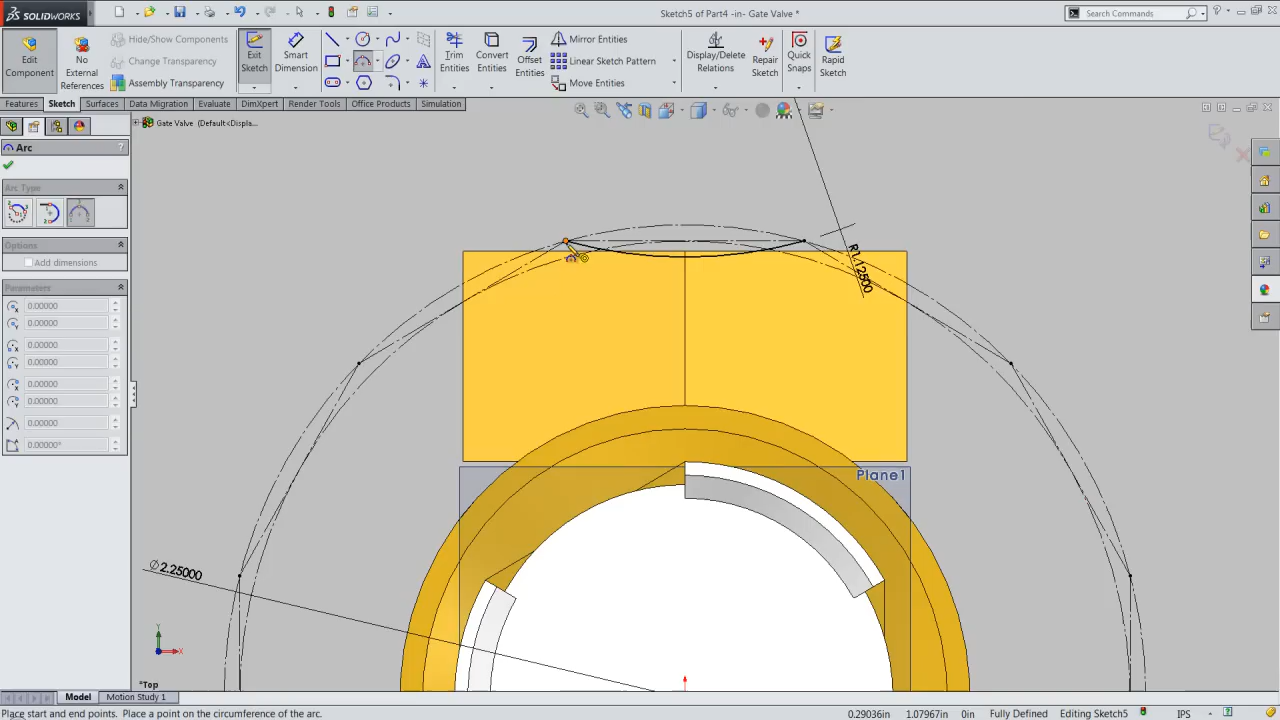 SOLIDWORKS
Sketch5 of Part4 -in- Gate Valve *
Search Commands
Edit Component
No External References
Hide/Show Components
Change Transparency
Assembly Transparency
Exit Sketch
Smart Dimension
Trim Entities
Convert Entities
Offset Entities
Mirror Entities
Linear Sketch Pattern
Move Entities
Display/Delete Relations
Repair Sketch
Quick Snaps
Rapid Sketch
Features
Sketch
Surfaces
Data Migration
Evaluate
DimXpert
Render Tools
Office Products
Simulation
Gate Valve (Default<Displa...
Arc
?
Arc Type
Options
Add dimensions
Parameters
0.00000
0.00000
0.00000
0.00000
0.00000
0.00000
0.00000
0.00000°
R1.12500
Plane1
Ø2.25000
Y
X
*Top
Model
Motion Study 1
Place start and end points. Place a point on the circumference of the arc.
0.29036in
1.07967in
0in
Fully Defined
Editing Sketch5
IPS